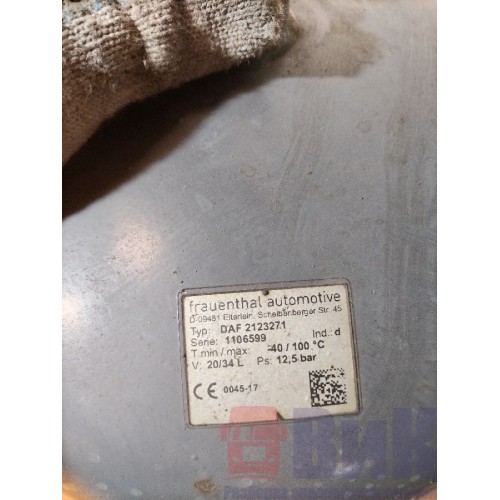 frauenthal automotive
D-09481 Elterlein, Scheibenberger Str. 45
Typ: DAF 2123271
Serie: 1106599 Ind.: d
T min / max: -40 / 100 °C
V: 20/34 L Ps: 12,5 bar
CE 0045-17
ВИК